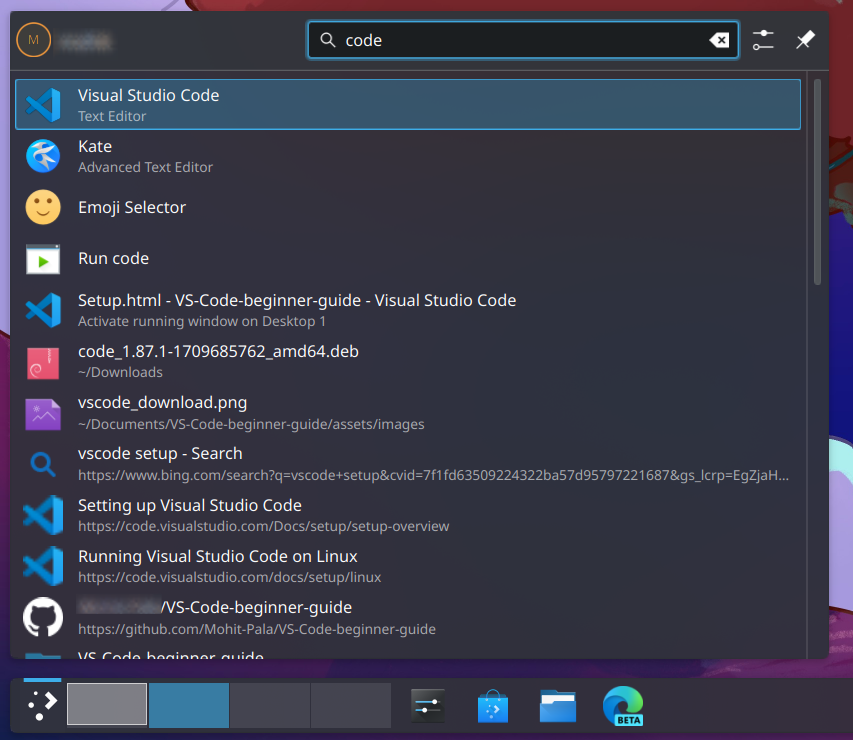 M
code
Visual Studio Code
Text Editor
Kate
Advanced Text Editor
Emoji Selector
Run code
Setup.html - VS-Code-beginner-guide - Visual Studio Code
Activate running window on Desktop 1
code_1.87.1-1709685762_amd64.deb
~/Downloads
vscode_download.png
~/Documents/VS-Code-beginner-guide/assets/images
vscode setup - Search
https://www.bing.com/search?q=vscode+setup&cvid=7f1fd63509224322ba57d95797221687&gs_lcrp=EgZjaH...
Setting up Visual Studio Code
https://code.visualstudio.com/Docs/setup/setup-overview
Running Visual Studio Code on Linux
https://code.visualstudio.com/docs/setup/linux
/VS-Code-beginner-guide
https://github.com/Mohit-Pala/VS-Code-beginner-guide
VS-Code-beginner-guide
BETA